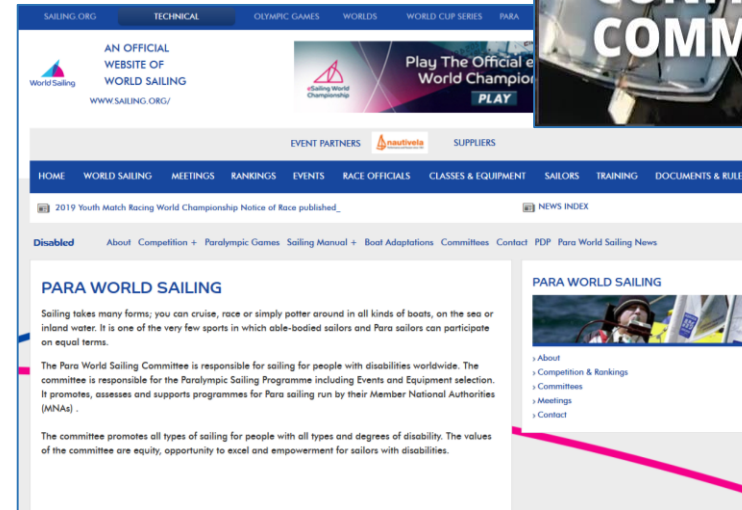 SAILING.ORG TECHNICAL OLYMPIC GAMES WORLDS WORLD CUP SERIES PARA
COMM
AN OFFICIAL
WEBSITE OF
WORLD SAILING
WWW.SAILING.ORG/
World Sailing
eSailing World
Championship
Play The Official e
World Champion
PLAY
EVENT PARTNERS nautivela SUPPLIERS
HOME WORLD SAILING MEETINGS RANKINGS EVENTS RACE OFFICIALS CLASSES & EQUIPMENT SAILORS TRAINING DOCUMENTS & RULE
2019 Youth Match Racing World Championship Notice of Race published_ NEWS INDEX
Disabled About Competition + Paralympic Games Sailing Manual + Boat Adaptations Committees Contact PDP Para World Sailing News
PARA WORLD SAILING
Sailing takes many forms; you can cruise, race or simply potter around in all kinds of boats, on the sea or
inland water. It is one of the very few sports in which able-bodied sailors and Para sailors can participate
on equal terms.
The Para World Sailing Committee is responsible for sailing for people with disabilities worldwide. The
committee is responsible for the Paralympic Sailing Programme including Events and Equipment selection.
It promotes, assesses and supports programmes for Para sailing run by their Member National Authorities
(MNAs) .
The committee promotes all types of sailing for people with all types and degrees of disability. The values
of the committee are equity, opportunity to excel and empowerment for sailors with disabilities.
PARA WORLD SAILING
› About
› Competition & Rankings
› Committees
› Meetings
› Contact